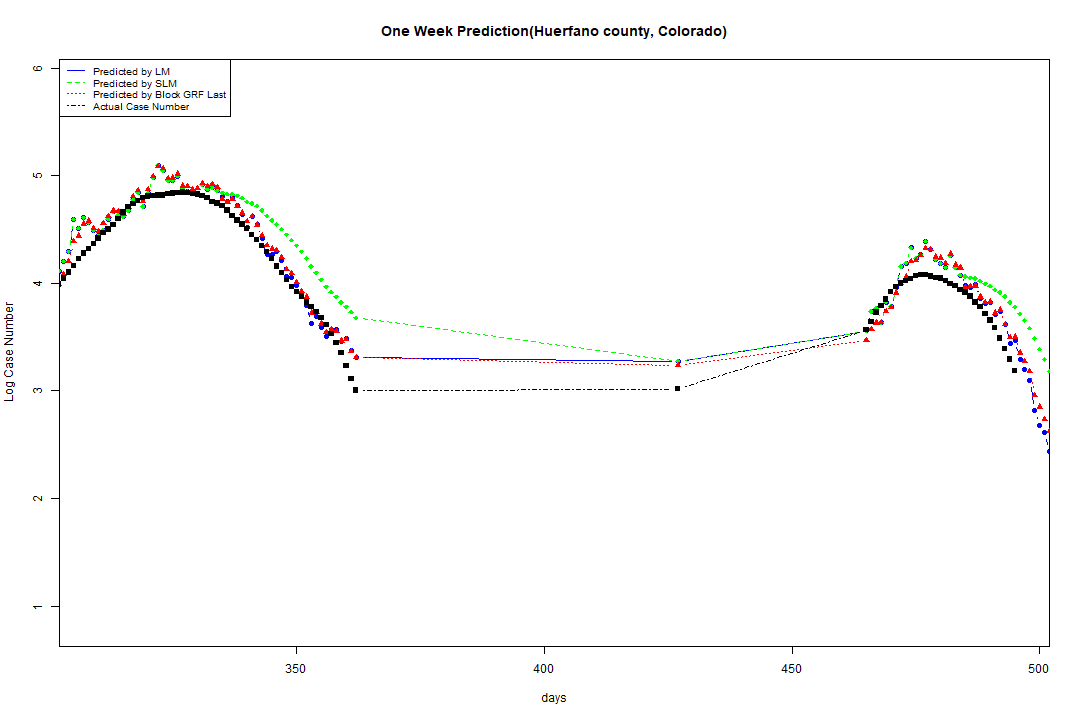 One Week Prediction(Huerfano county, Colorado)
Predicted by LM
Predicted by SLM
Predicted by Block GRF Last
Actual Case Number
Log Case Number
6
5
4
3
2
1
350
400
450
500
days